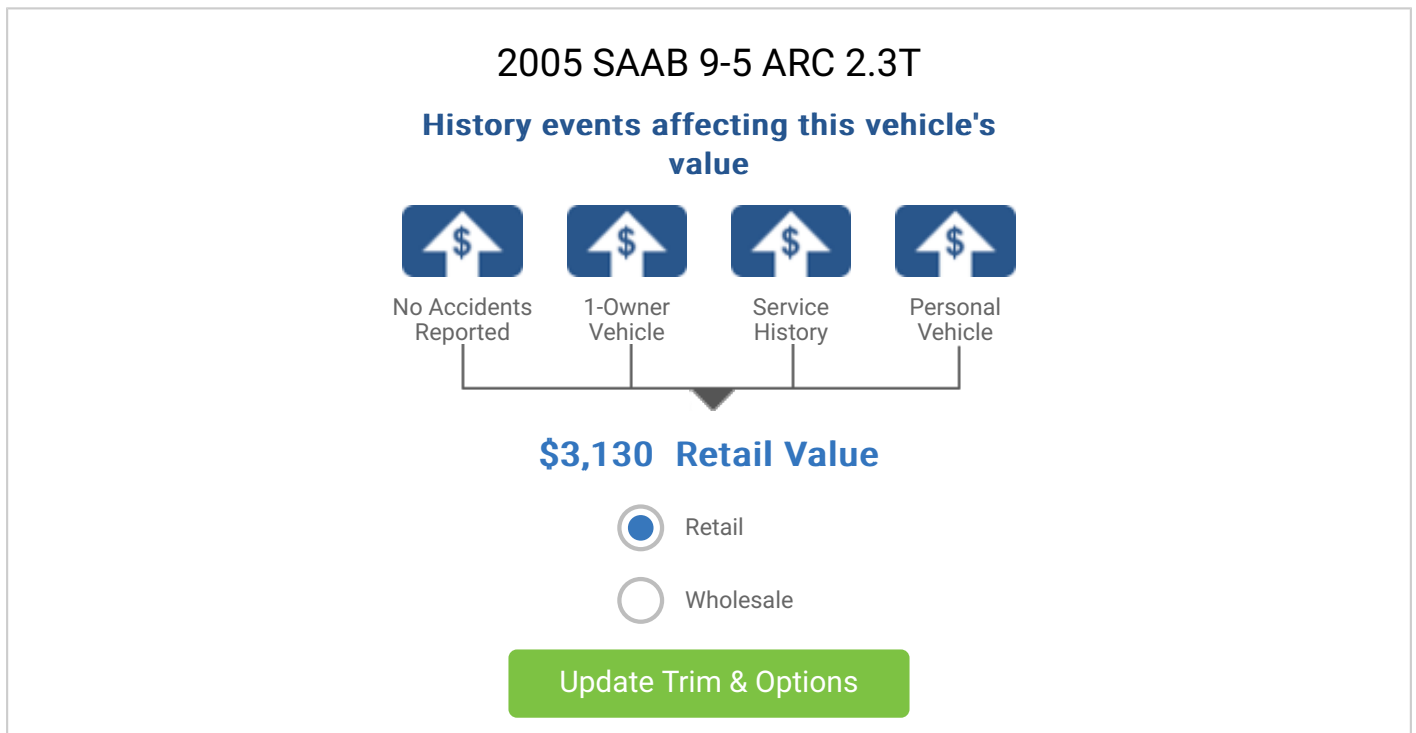 2005 SAAB 9-5 ARC 2.3T
History events affecting this vehicle's
value
$ $ $ $
No Accidents 1-Owner Service Personal
Reported Vehicle History Vehicle
$3,130 Retail Value
Retail
Wholesale
Update Trim & Options